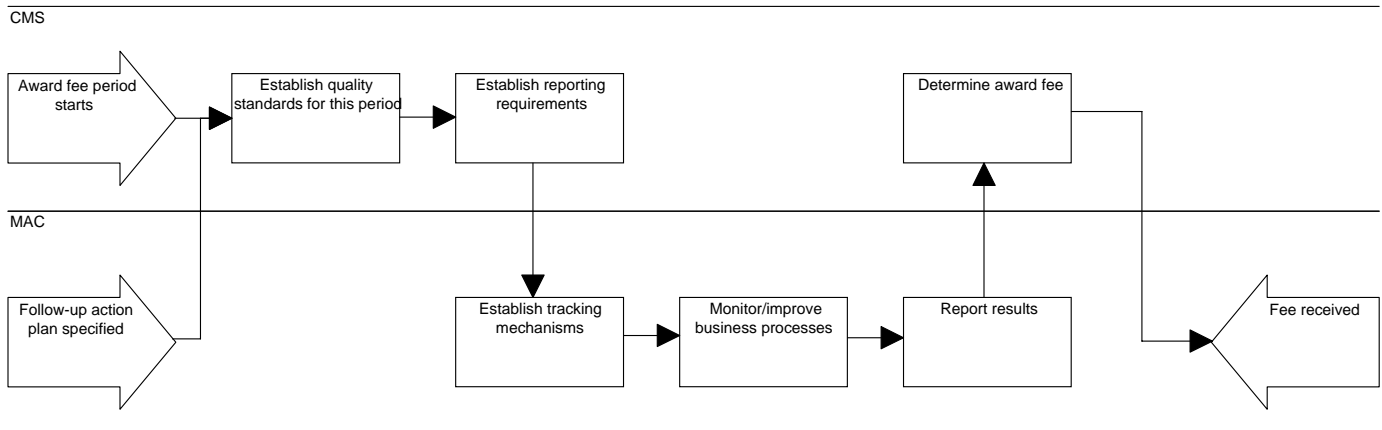 CMS
Award fee period
starts
Establish quality
standards for this period
Establish reporting
requirements
Determine award fee
MAC
Follow-up action
plan specified
Establish tracking
mechanisms
Monitor/improve
business processes
Report results
Fee received